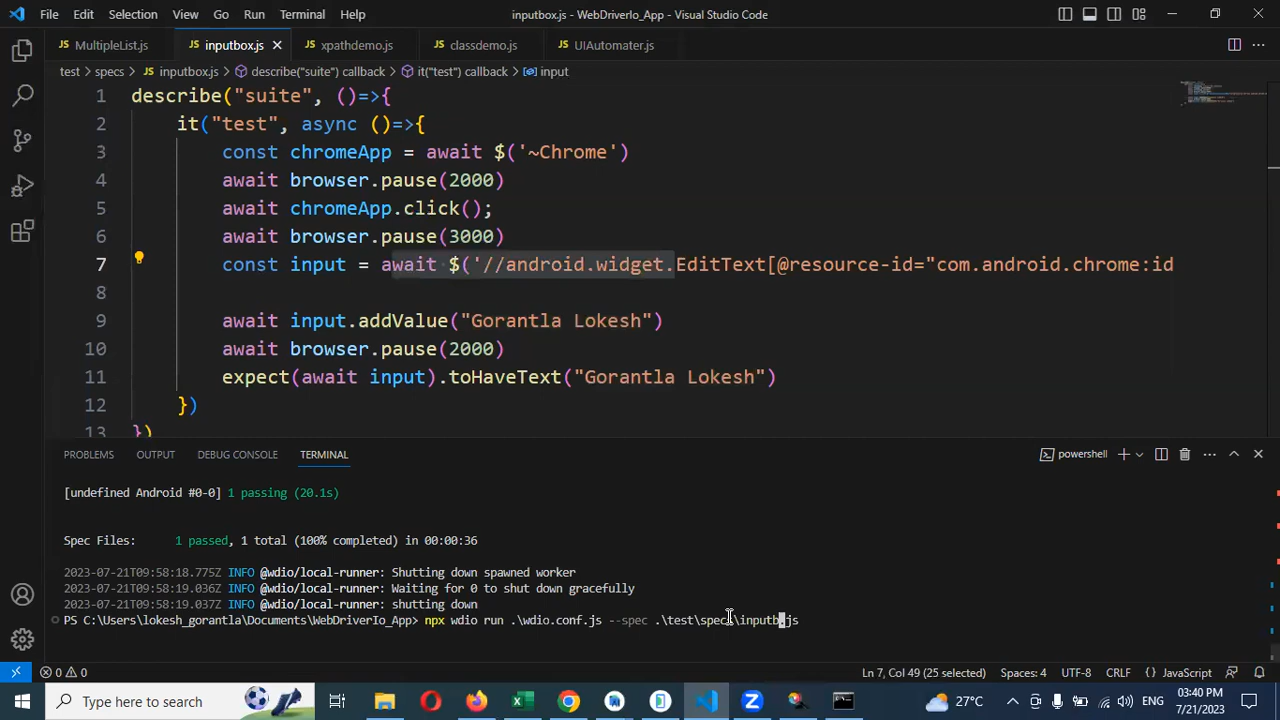 File Edit Selection View Go Run Terminal Help inputbox.js - WebDriverIo_App - Visual Studio Code
JS MultipleList.js JS inputbox.js JS xpathdemo.js JS classdemo.js JS UIAutomater.js
test > specs > JS inputbox.js > describe("suite") callback > it("test") callback > input
1 describe("suite", ()=>{
2 it("test", async ()=>{
3 const chromeApp = await $('~Chrome')
4 await browser.pause(2000)
5 await chromeApp.click();
6 await browser.pause(3000)
7 const input = await $('//android.widget.EditText[@resource-id="com.android.chrome:id
8
9 await input.addValue("Gorantla Lokesh")
10 await browser.pause(2000)
11 expect(await input).toHaveText("Gorantla Lokesh")
12 })
13 })
PROBLEMS OUTPUT DEBUG CONSOLE TERMINAL powershell
[undefined Android #0-0] 1 passing (20.1s)
Spec Files: 1 passed, 1 total (100% completed) in 00:00:36
2023-07-21T09:58:18.775Z INFO @wdio/local-runner: Shutting down spawned worker
2023-07-21T09:58:19.036Z INFO @wdio/local-runner: Waiting for 0 to shut down gracefully
2023-07-21T09:58:19.037Z INFO @wdio/local-runner: shutting down
PS C:\Users\lokesh_gorantla\Documents\WebDriverIo_App> npx wdio run .\wdio.conf.js --spec .\test\specs\inputb.js
0 0 Ln 7, Col 49 (25 selected) Spaces: 4 UTF-8 CRLF {} JavaScript
Type here to search 27°C ENG 03:40 PM
7/21/2023